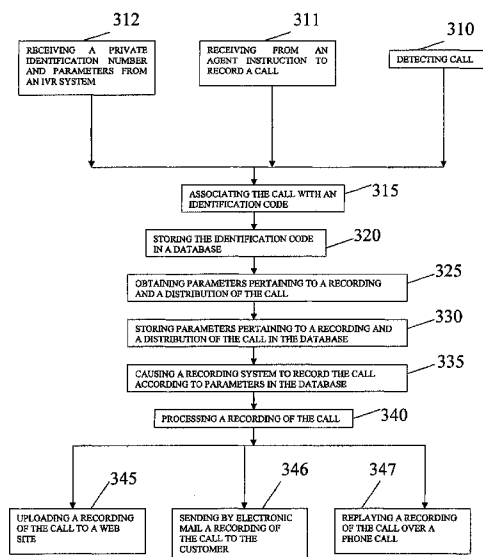 312
311
310
RECEIVING A PRIVATE
IDENTIFICATION NUMBER
AND PARAMETERS FROM
AN IVR SYSTEM
RECEIVING FROM AN
AGENT INSTRUCTION TO
RECORD A CALL
DETECTING CALL
ASSOCIATING THE CALL WITH AN
IDENTIFICATION CODE
315
STORING THE IDENTIFICATION CODE
IN A DATABASE
320
OBTAINING PARAMETERS PERTAINING TO A RECORDING
AND A DISTRIBUTION OF THE CALL
325
STORING PARAMETERS PERTAINING TO A RECORDING AND
A DISTRIBUTION OF THE CALL IN THE DATABASE
330
CAUSING A RECORDING SYSTEM TO RECORD THE CALL
ACCORDING TO PARAMETERS IN THE DATABASE
335
PROCESSING A RECORDING OF THE CALL
340
345
346
347
UPLOADING A RECORDING
OF THE CALL TO A WEB
SITE
SENDING BY ELECTRONIC
MAIL A RECORDING OF
THE CALL TO THE
CUSTOMER
REPLAYING A RECORDING
OF THE CALL OVER A
PHONE CALL